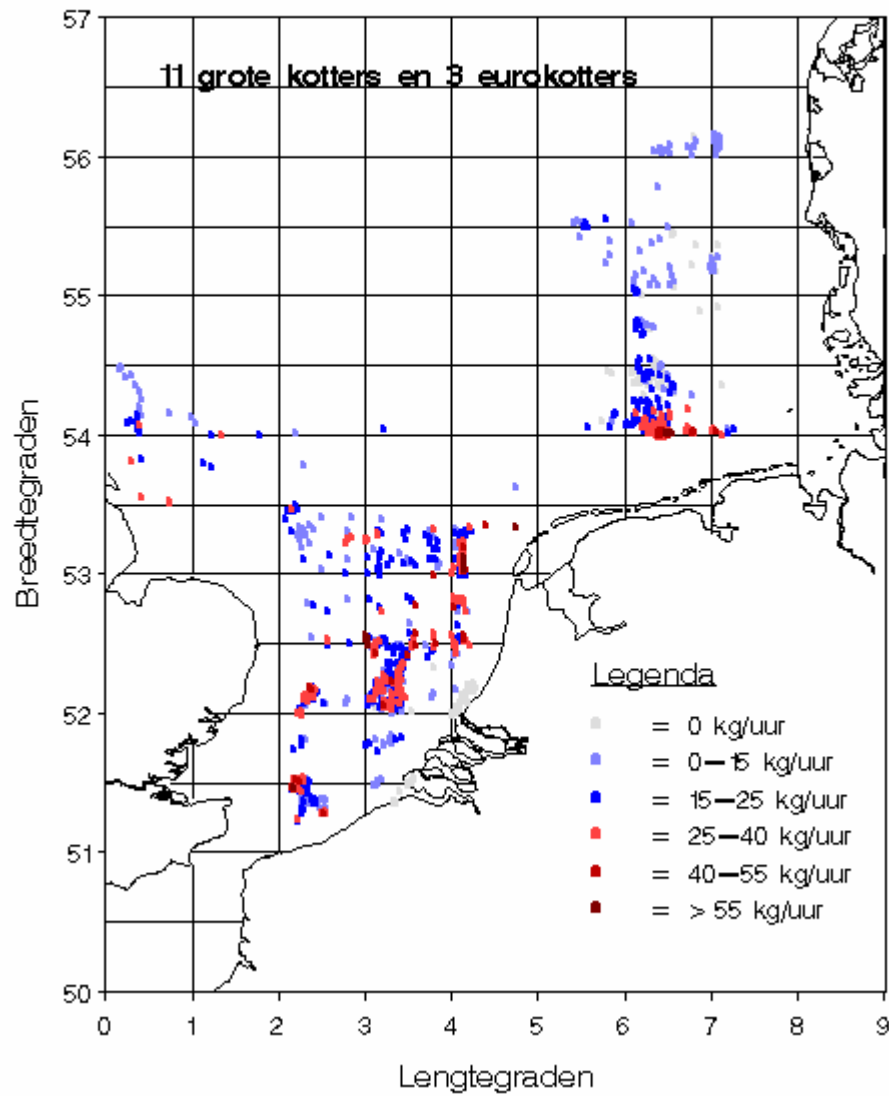 11 grote kotters en 3 eurokotters
57
56
55
54
53
52
51
50
Breedtegraden
Legenda
= 0 kg/uur
= 0–15 kg/uur
= 15–25 kg/uur
= 25–40 kg/uur
= 40–55 kg/uur
= > 55 kg/uur
0 1 2 3 4 5 6 7 8 9
Lengtegraden